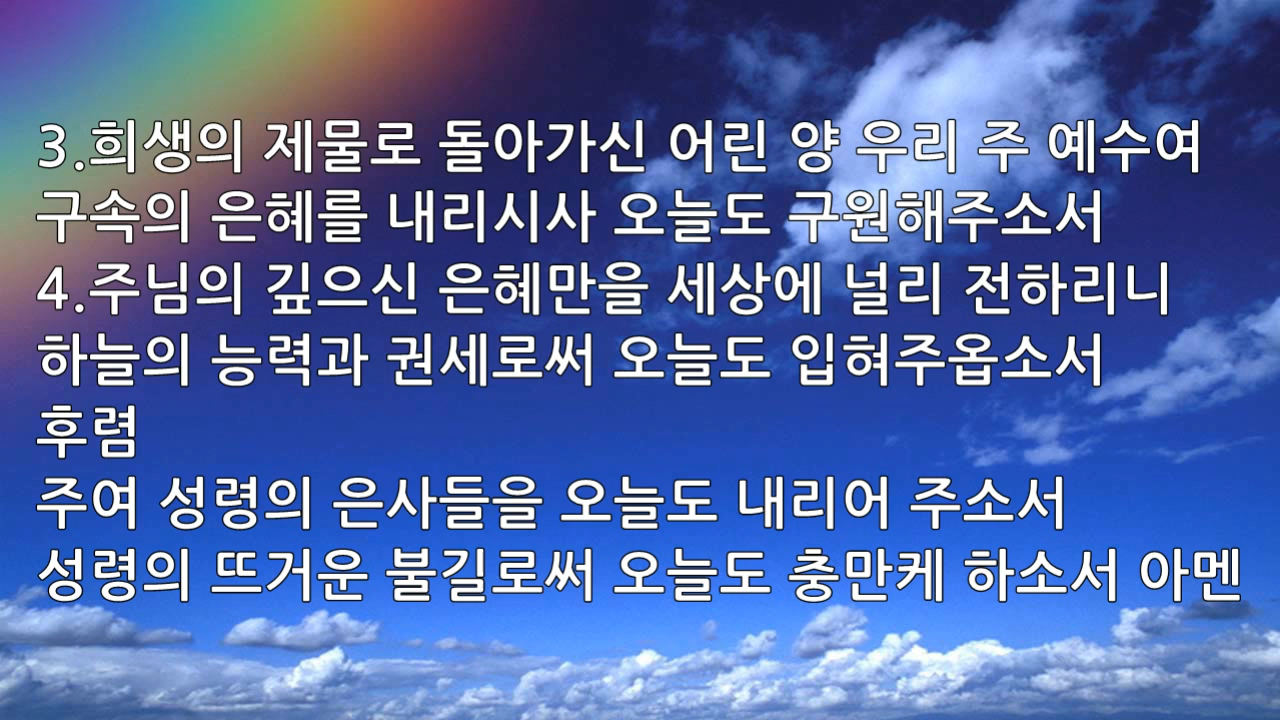 3.희생의 제물로 돌아가신 어린 양 우리 주 예수여
구속의 은혜를 내리시사 오늘도 구원해주소서
4.주님의 깊으신 은혜만을 세상에 널리 전하리니
하늘의 능력과 권세로써 오늘도 입혀주옵소서
후렴
주여 성령의 은사들을 오늘도 내리어 주소서
성령의 뜨거운 불길로써 오늘도 충만케 하소서 아멘